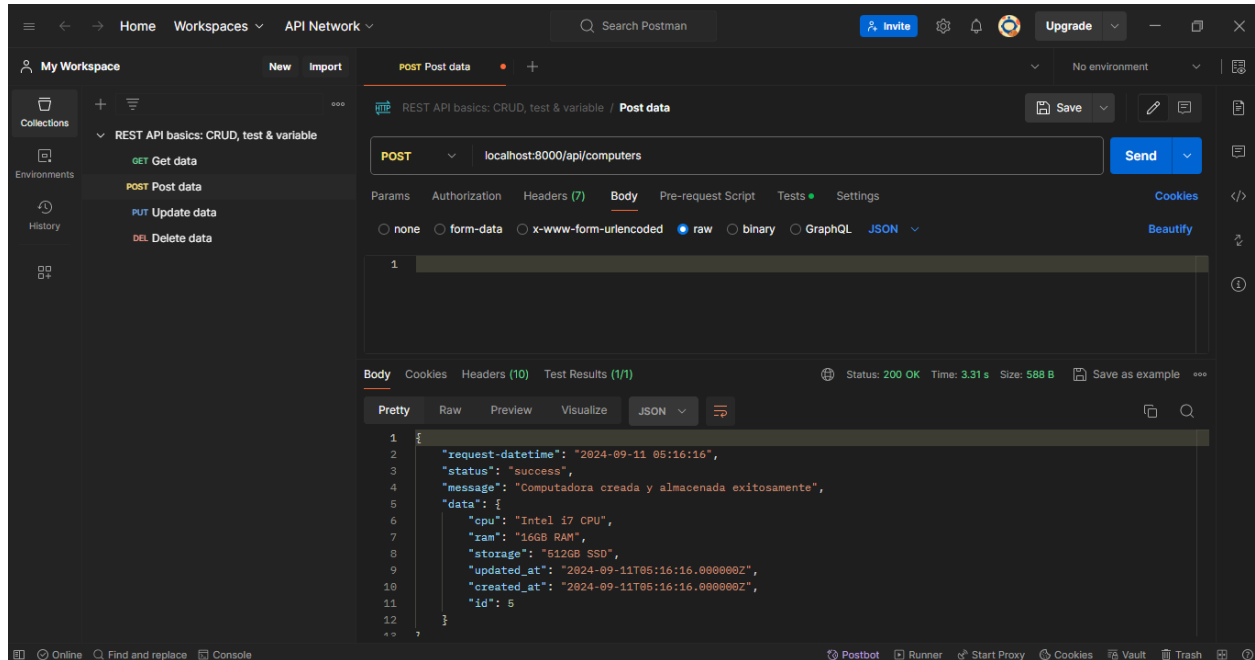 Home Workspaces API Network Search Postman Invite Upgrade
My Workspace New Import POST Post data No environment
Collections
Environments
History
REST API basics: CRUD, test & variable
GET Get data
POST Post data
PUT Update data
DEL Delete data
HTTP REST API basics: CRUD, test & variable / Post data Save
POST localhost:8000/api/computers Send
Params Authorization Headers (7) Body Pre-request Script Tests Settings Cookies
none form-data x-www-form-urlencoded raw binary GraphQL JSON Beautify
1
Body Cookies Headers (10) Test Results (1/1) Status: 200 OK Time: 3.31 s Size: 588 B Save as example
Pretty Raw Preview Visualize JSON
1 {
2 "request-datetime": "2024-09-11 05:16:16",
3 "status": "success",
4 "message": "Computadora creada y almacenada exitosamente",
5 "data": {
6 "cpu": "Intel i7 CPU",
7 "ram": "16GB RAM",
8 "storage": "512GB SSD",
9 "updated_at": "2024-09-11T05:16:16.000000Z",
10 "created_at": "2024-09-11T05:16:16.000000Z",
11 "id": 5
12 }
Online Find and replace Console Postbot Runner Start Proxy Cookies Vault Trash